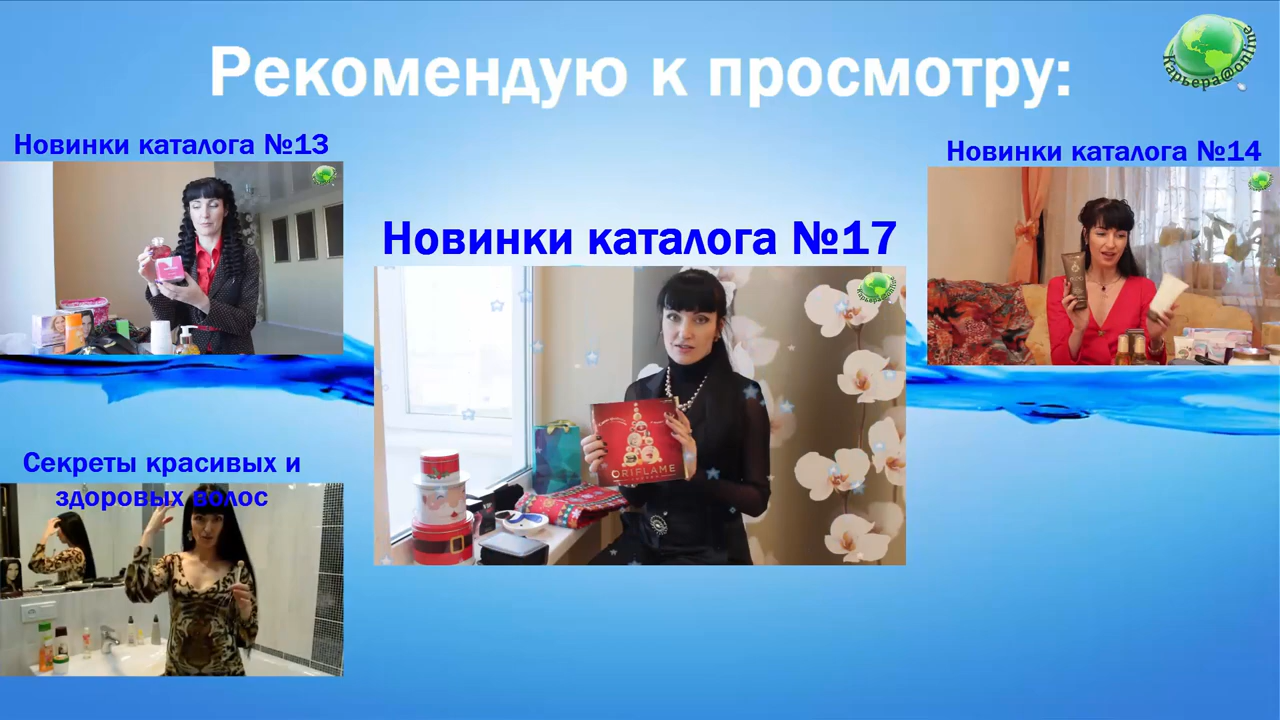 Рекомендую к просмотру:
Карьера@online
Новинки каталога №13
Новинки каталога №14
Новинки каталога №17
ORIFLAME
Секреты красивых и
здоровых волос